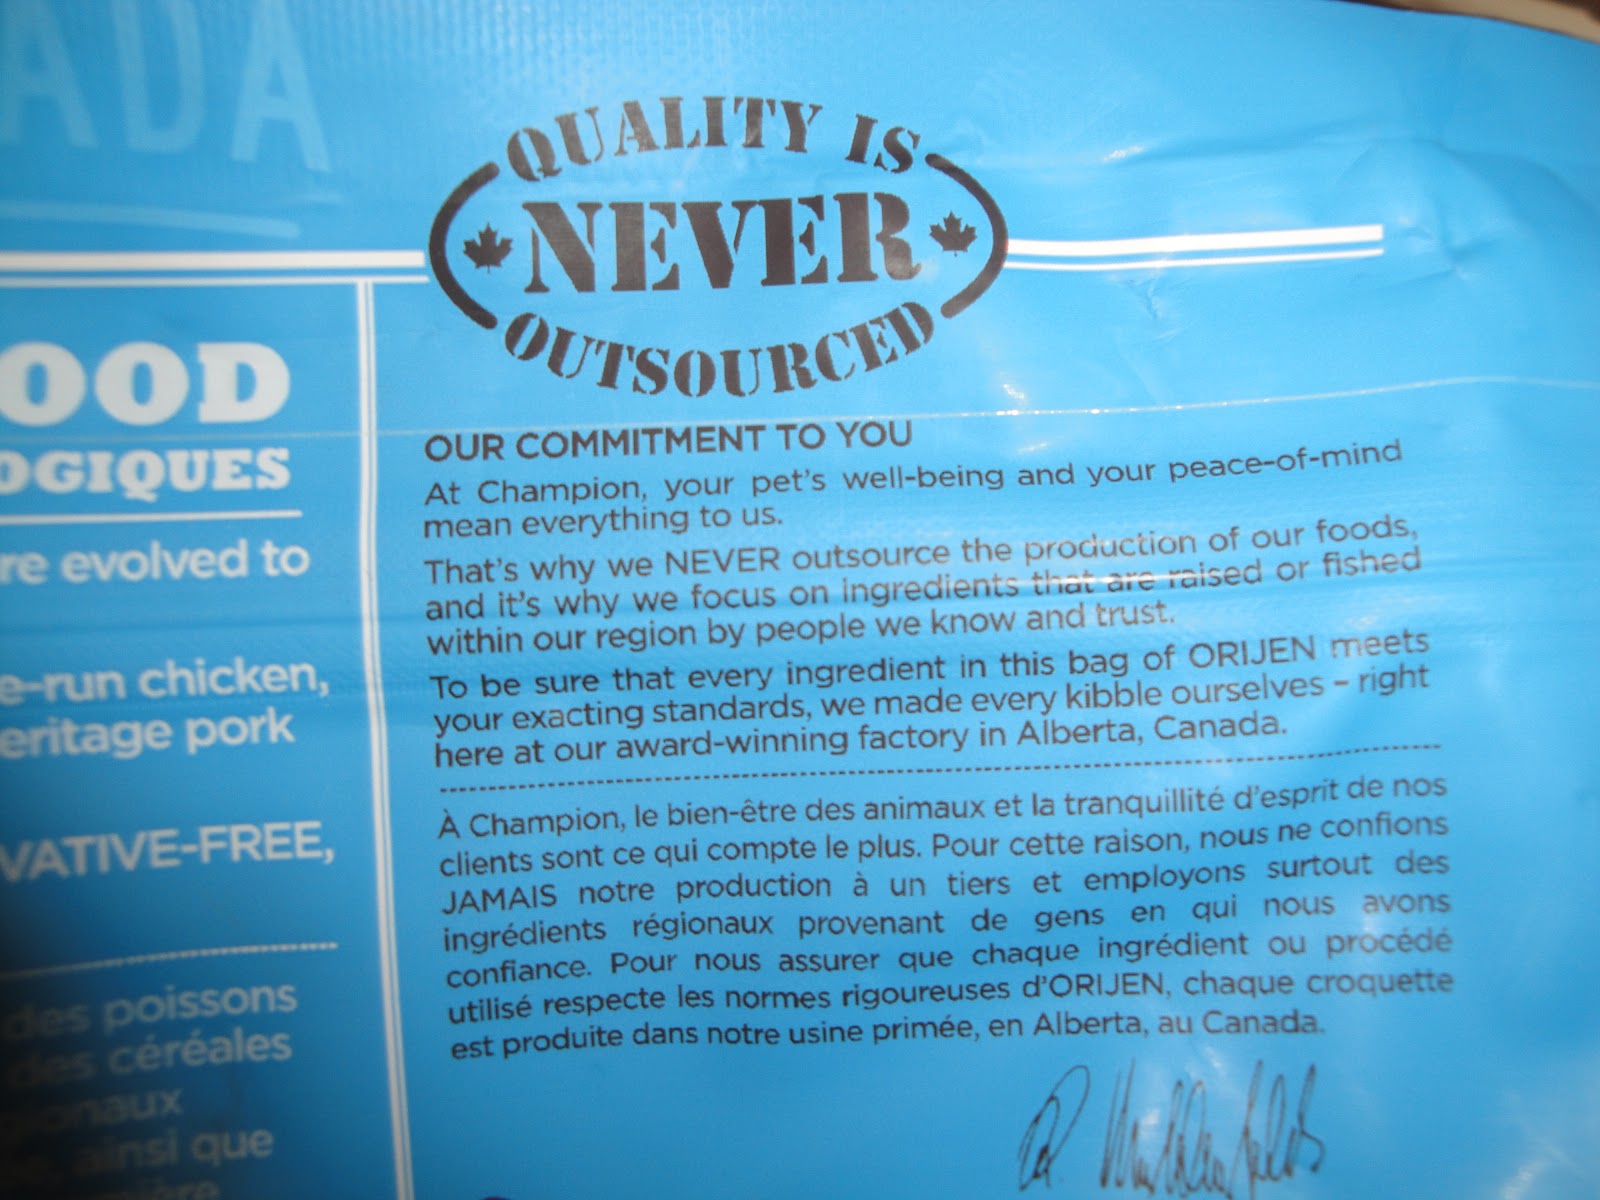 ADA
QUALITY IS
NEVER
OUTSOURCED
OOD
OGIQUES
re evolved to
e-run chicken,
eritage pork
VATIVE-FREE,
des poissons
des céréales
gionaux
ainsi que
OUR COMMITMENT TO YOU
At Champion, your pet's well-being and your peace-of-mind
mean everything to us.
That's why we NEVER outsource the production of our foods,
and it's why we focus on ingredients that are raised or fished
within our region by people we know and trust.
To be sure that every ingredient in this bag of ORIJEN meets
your exacting standards, we made every kibble ourselves – right
here at our award-winning factory in Alberta, Canada.
À Champion, le bien-être des animaux et la tranquillité d'esprit de nos
clients sont ce qui compte le plus. Pour cette raison, nous ne confions
JAMAIS notre production à un tiers et employons surtout des
ingrédients régionaux provenant de gens en qui nous avons
confiance. Pour nous assurer que chaque ingrédient ou procédé
utilisé respecte les normes rigoureuses d'ORIJEN, chaque croquette
est produite dans notre usine primée, en Alberta, au Canada.